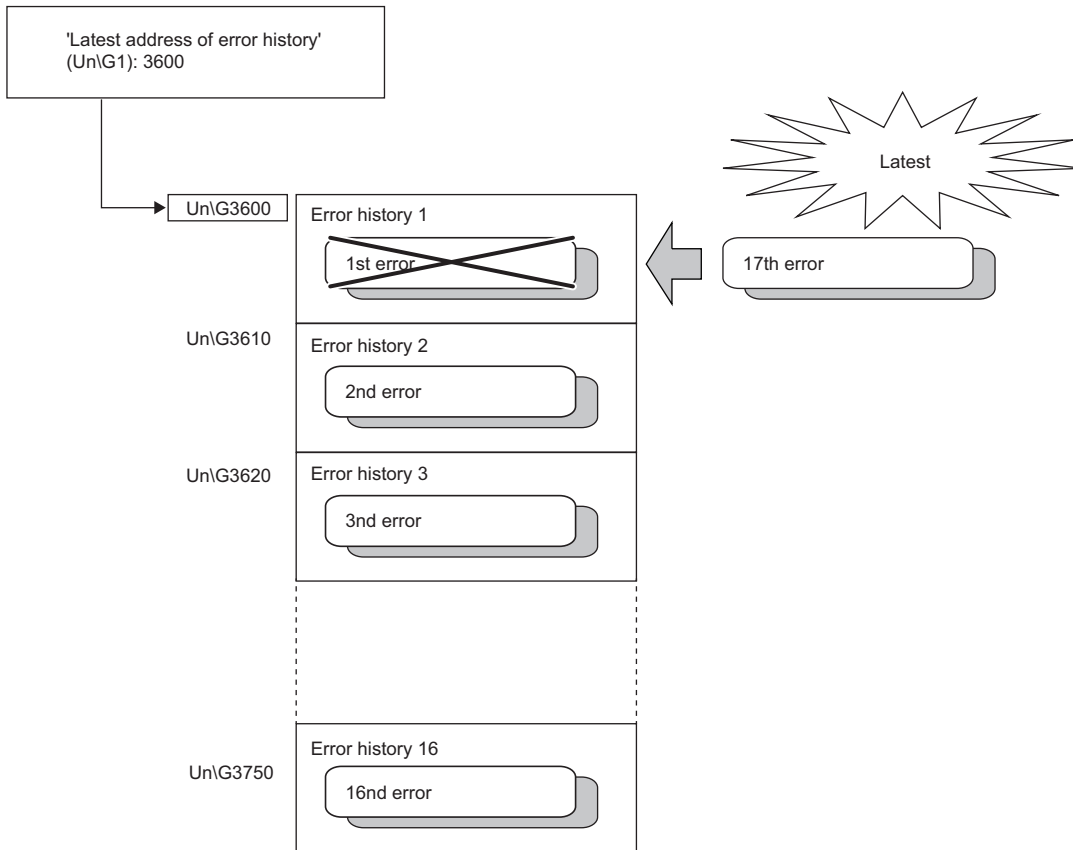 'Latest address of error history'
(Un\G1): 3600
Latest
Un\G3600
Error history 1
1st error
17th error
Un\G3610
Error history 2
2nd error
Un\G3620
Error history 3
3nd error
Un\G3750
Error history 16
16nd error